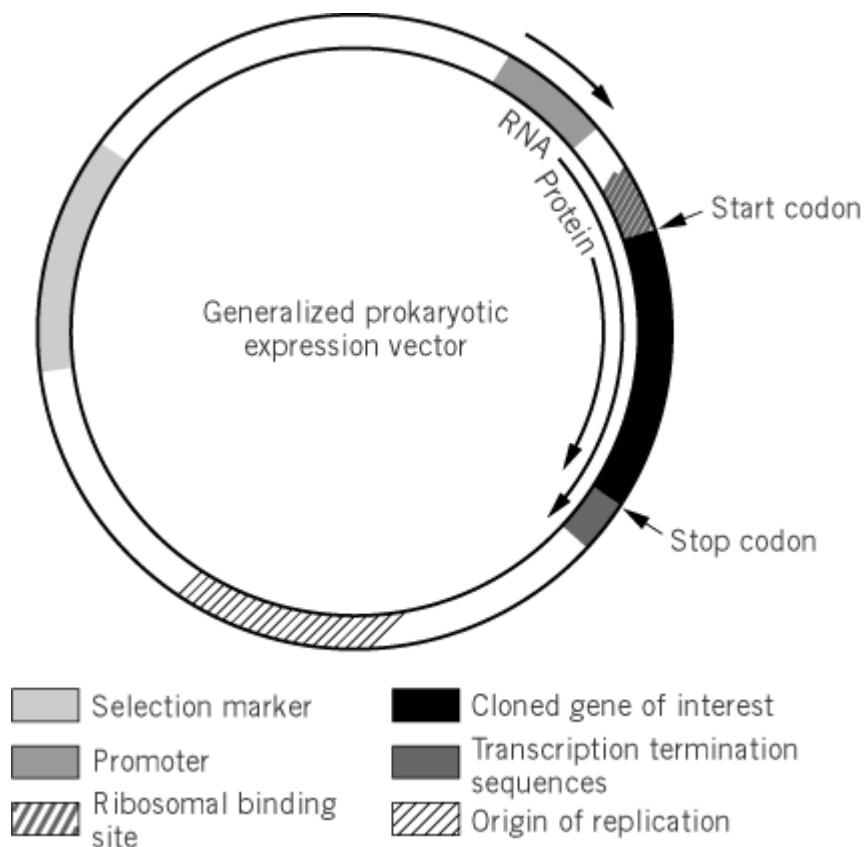 RNA
Protein
Start codon
Generalized prokaryotic
expression vector
Stop codon
Selection marker
Promoter
Ribosomal binding
site
Cloned gene of interest
Transcription termination
sequences
Origin of replication